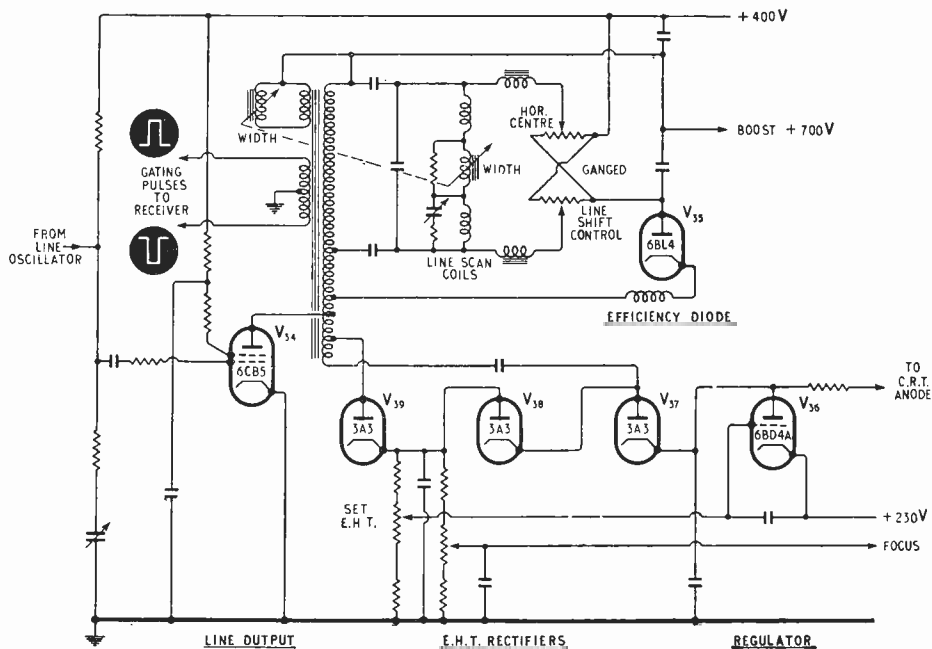 +400V
WIDTH
HOR.
CENTRE
BOOST +700V
GATING
PULSES
TO
RECEIVER
WIDTH
GANGED
LINE
SHIFT
CONTROL
V35
6BL4
FROM
LINE
OSCILLATOR
LINE SCAN
COILS
EFFICIENCY DIODE
V34
6CB5
V39
3A3
V38
3A3
V37
3A3
V36
6BD4A
TO
C.R.T.
ANODE
SET
E.H.T.
+230V
FOCUS
LINE OUTPUT
E.H.T. RECTIFIERS
REGULATOR